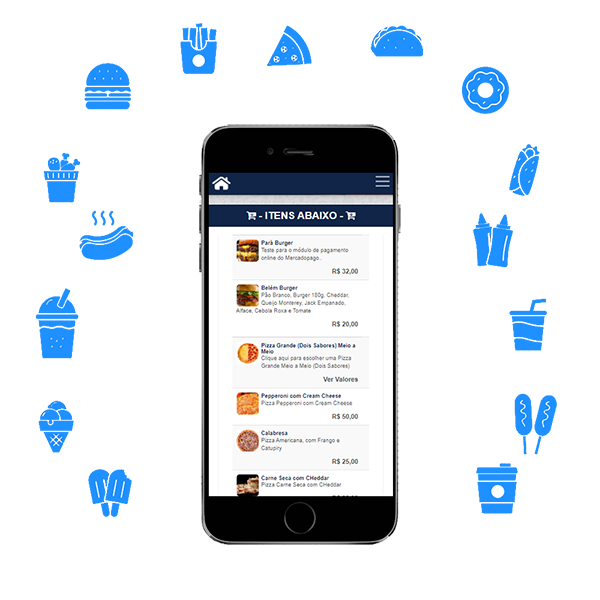 - ITENS ABAIXO -
Pará Burger
Teste para o módulo de pagamento
online do Mercadopago..
R$ 32,00
Belém Burger
Pão Branco, Burger 180g, Cheddar,
Queijo Monterey, Jack Empanado,
Alface, Cebola Roxa e Tomate
R$ 20,00
Pizza Grande (Dois Sabores) Meio a
Meio
Clique aqui para escolher uma Pizza
Grande Meio a Meio (Dois Sabores)
Ver Valores
Pepperoni com Cream Cheese
Pizza Pepperoni com Cream Cheese
R$ 50,00
Calabresa
Pizza Americana, com Frango e
Catupiry
R$ 25,00
Carne Seca com CHeddar
Pizza Carne Seca com CHeddar